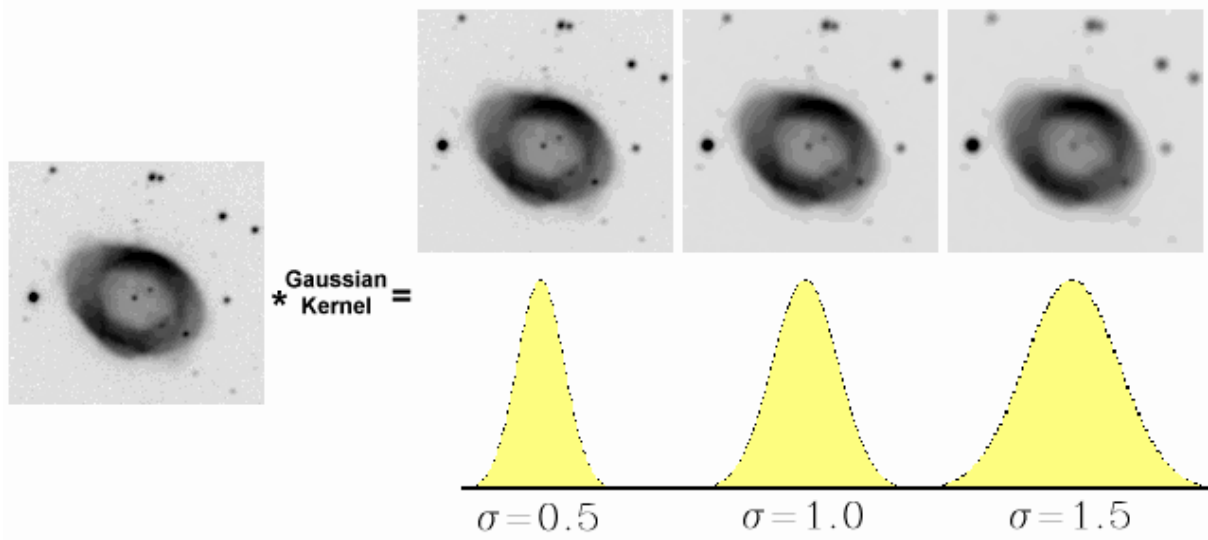 * Gaussian
Kernel =
σ=0.5
σ=1.0
σ=1.5